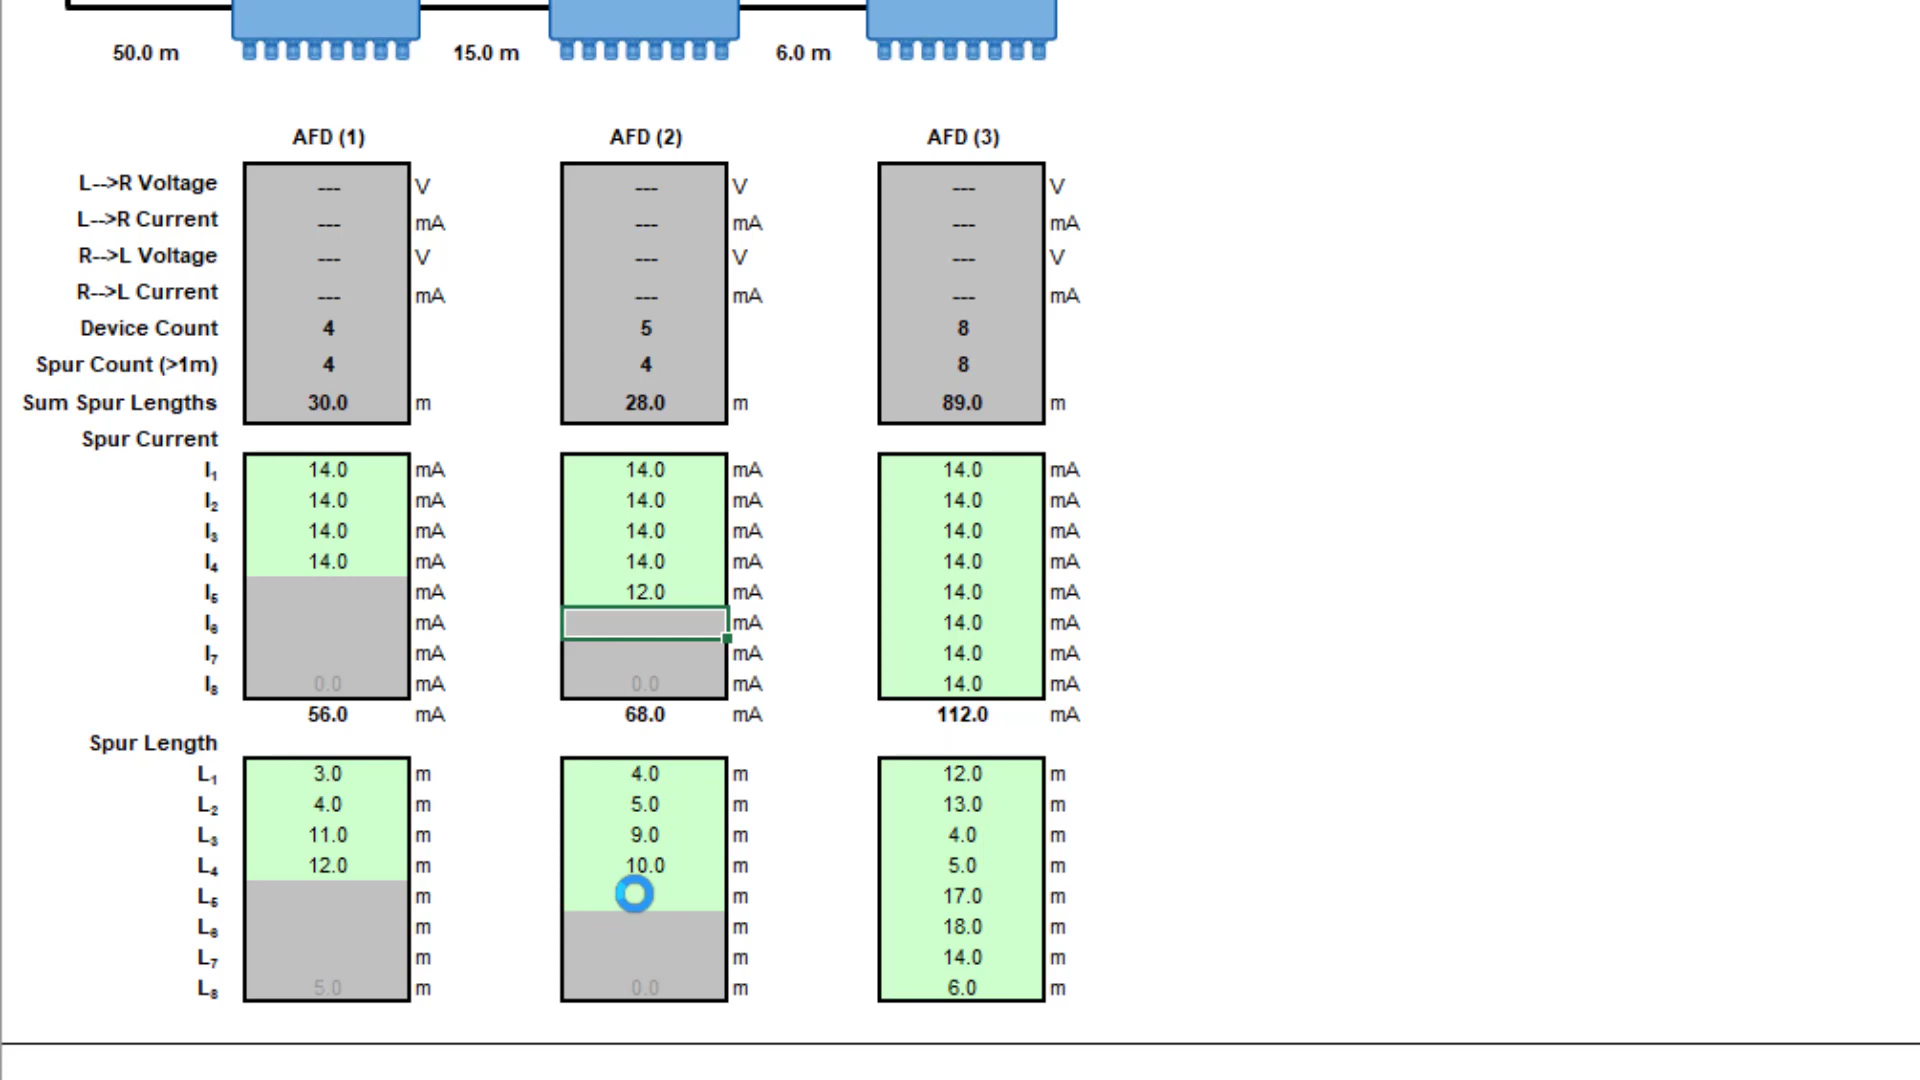 50.0 m 15.0 m 6.0 m
AFD (1) AFD (2) AFD (3)
L-->R Voltage --- V --- V --- V
L-->R Current --- mA --- mA --- mA
R-->L Voltage --- V --- V --- V
R-->L Current --- mA --- mA --- mA
Device Count 4 5 8
Spur Count (>1m) 4 4 8
Sum Spur Lengths 30.0 m 28.0 m 89.0 m
Spur Current
I₁ 14.0 mA 14.0 mA 14.0 mA
I₂ 14.0 mA 14.0 mA 14.0 mA
I₃ 14.0 mA 14.0 mA 14.0 mA
I₄ 14.0 mA 14.0 mA 14.0 mA
I₅ mA 12.0 mA 14.0 mA
I₆ mA mA 14.0 mA
I₇ mA mA 14.0 mA
I₈ 0.0 mA 0.0 mA 14.0 mA
56.0 mA 68.0 mA 112.0 mA
Spur Length
L₁ 3.0 m 4.0 m 12.0 m
L₂ 4.0 m 5.0 m 13.0 m
L₃ 11.0 m 9.0 m 4.0 m
L₄ 12.0 m 10.0 m 5.0 m
L₅ m m 17.0 m
L₆ m m 18.0 m
L₇ m m 14.0 m
L₈ 5.0 m 0.0 m 6.0 m